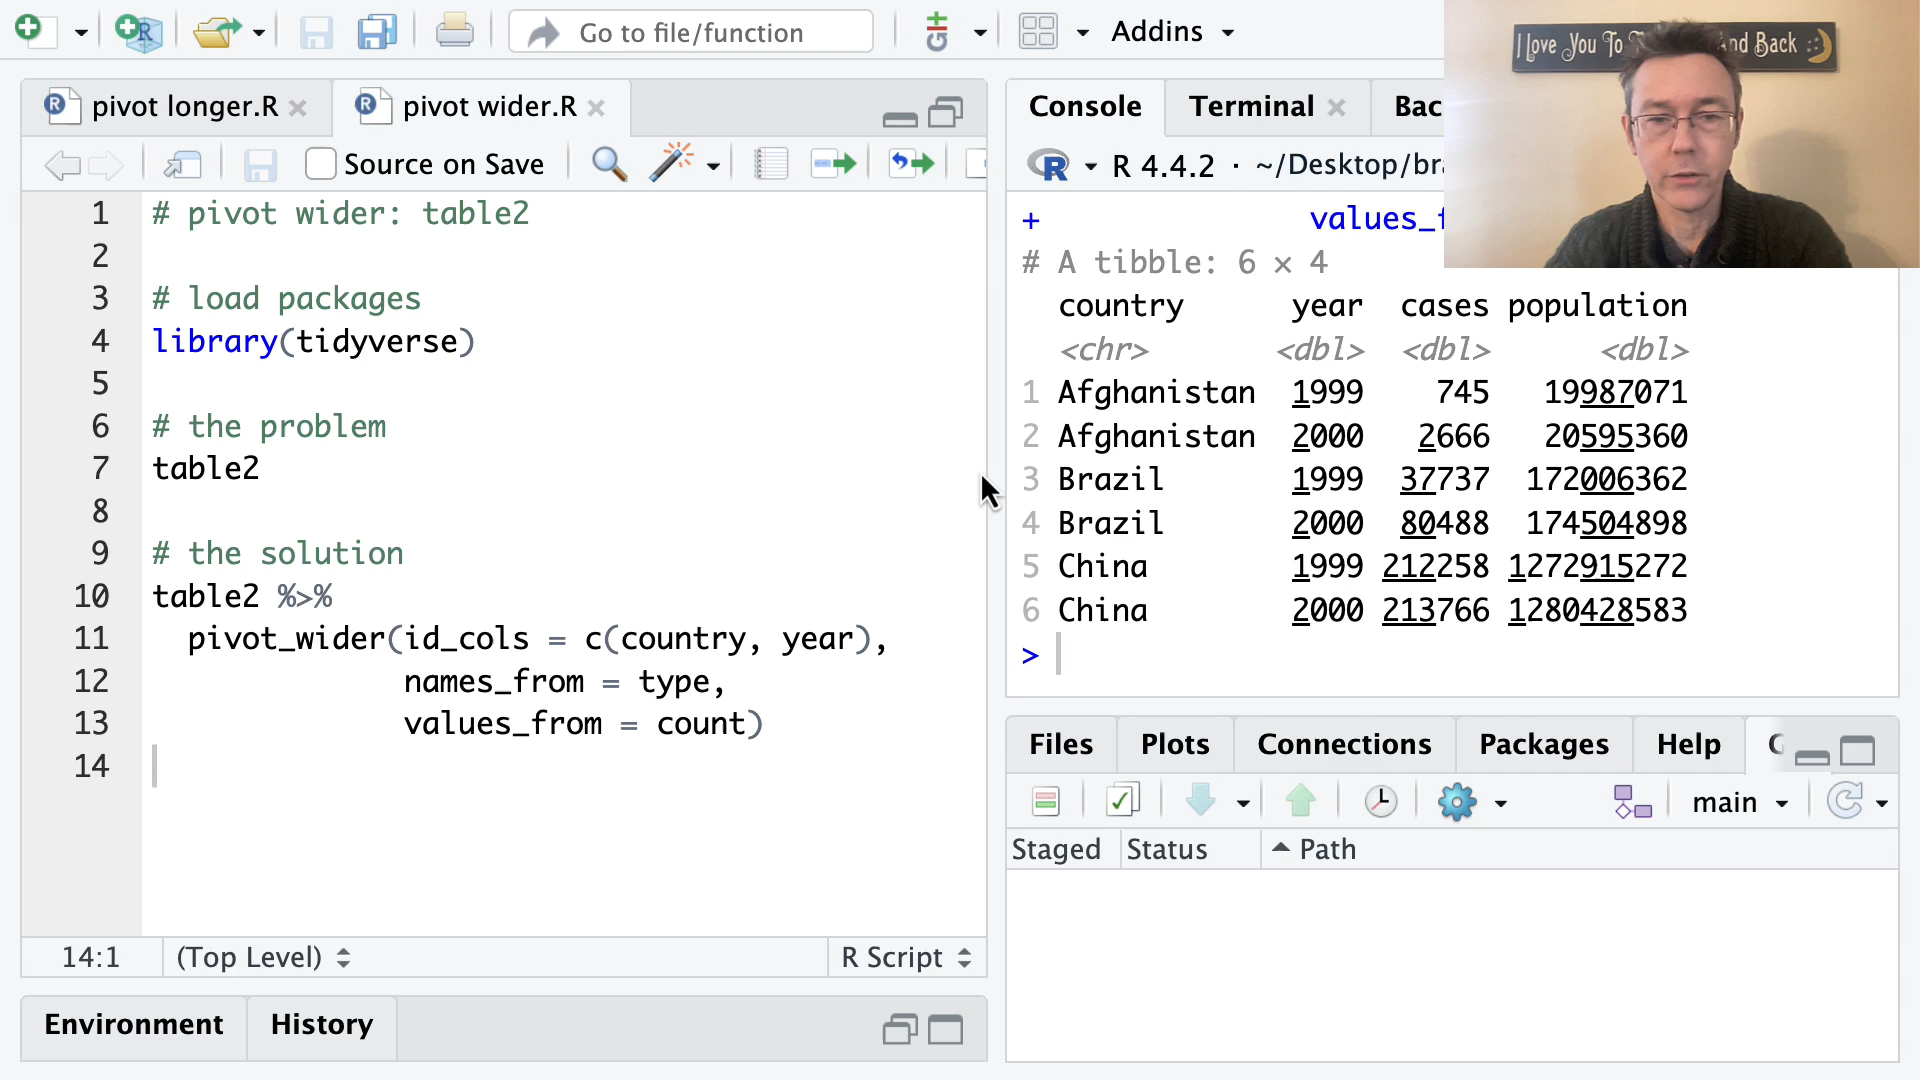 Go to file/function
Addins
I Love You To
nd Back
pivot longer.R
pivot wider.R
Source on Save
1 # pivot wider: table2
2
3 # load packages
4 library(tidyverse)
5
6 # the problem
7 table2
8
9 # the solution
10 table2 %>%
11 pivot_wider(id_cols = c(country, year),
12 names_from = type,
13 values_from = count)
14
14:1
(Top Level)
R Script
Environment
History
Console
Terminal
Bac
R 4.4.2 · ~/Desktop/br
+ values_f
# A tibble: 6 × 4
country year cases population
<chr> <dbl> <dbl> <dbl>
1 Afghanistan 1999 745 19987071
2 Afghanistan 2000 2666 20595360
3 Brazil 1999 37737 172006362
4 Brazil 2000 80488 174504898
5 China 1999 212258 1272915272
6 China 2000 213766 1280428583
>
Files
Plots
Connections
Packages
Help
main
Staged
Status
Path